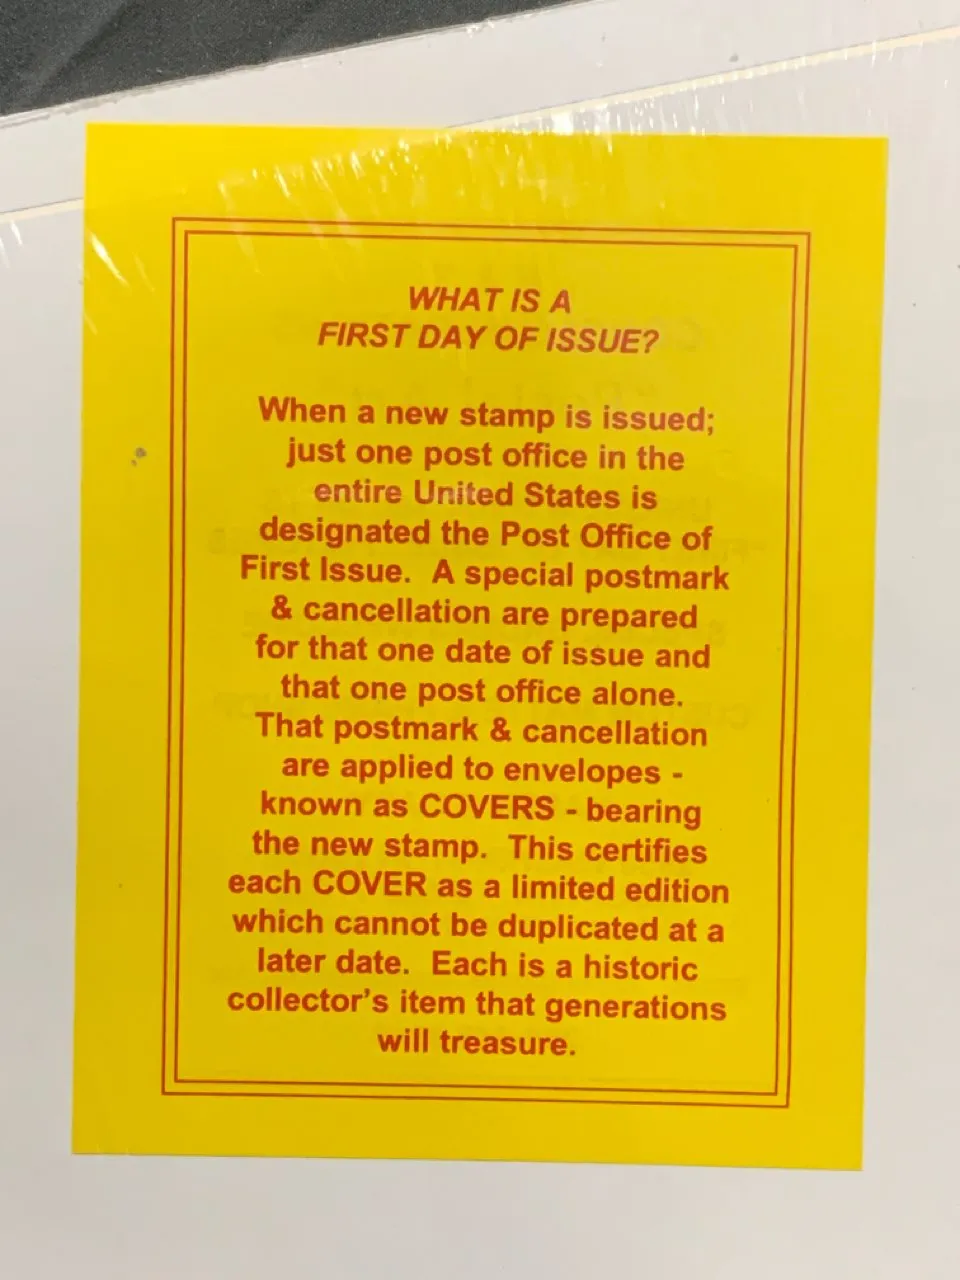 WHAT IS A
FIRST DAY OF ISSUE?
When a new stamp is issued;
just one post office in the
entire United States is
designated the Post Office of
First Issue. A special postmark
& cancellation are prepared
for that one date of issue and
that one post office alone.
That postmark & cancellation
are applied to envelopes -
known as COVERS - bearing
the new stamp. This certifies
each COVER as a limited edition
which cannot be duplicated at a
later date. Each is a historic
collector's item that generations
will treasure.